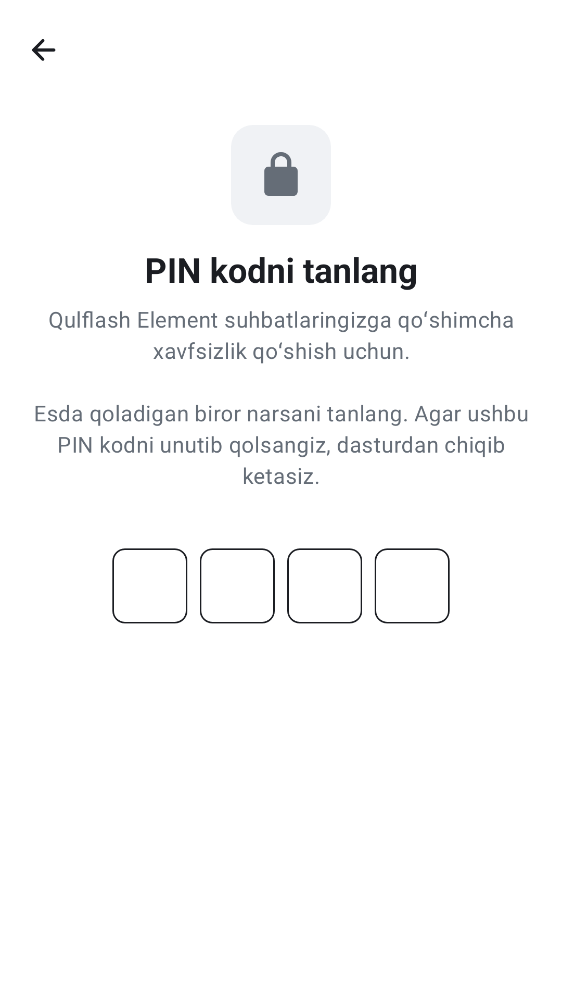 PIN kodni tanlang
Qulflash Element suhbatlaringizga qoʻshimcha
xavfsizlik qoʻshish uchun.
Esda qoladigan biror narsani tanlang. Agar ushbu
PIN kodni unutib qolsangiz, dasturdan chiqib
ketasiz.